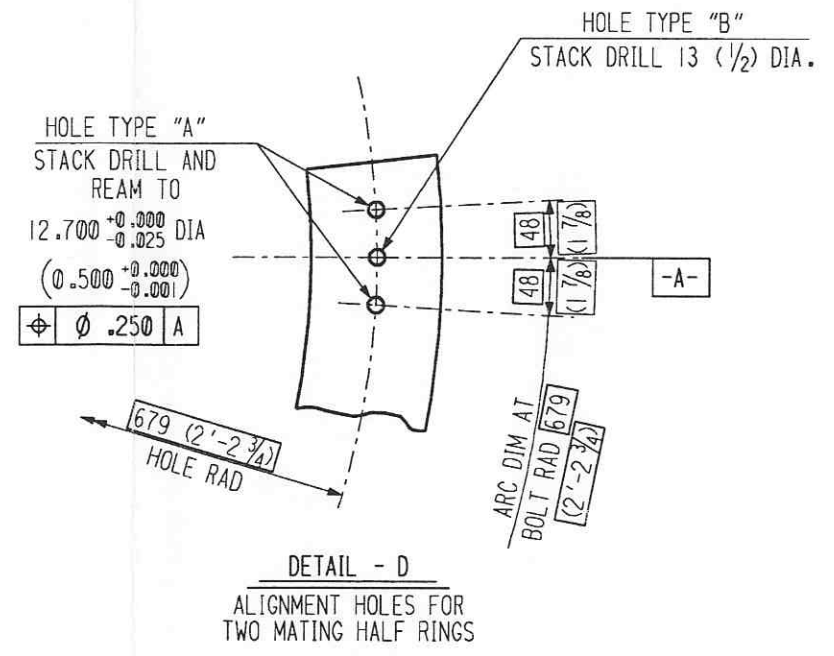 HOLE TYPE "B"
STACK DRILL 13 (1/2) DIA.
HOLE TYPE "A"
STACK DRILL AND
REAM TO
12.700 +0.000 -0.025 DIA
(0.500 +0.000 -0.001)
⌖ Ø .250 A
48 (1 7/8)
48 (1 7/8)
-A-
679 (2'-2 3/4)
HOLE RAD
ARC DIM AT
BOLT RAD 679
(2'-2 3/4)
DETAIL - D
ALIGNMENT HOLES FOR
TWO MATING HALF RINGS